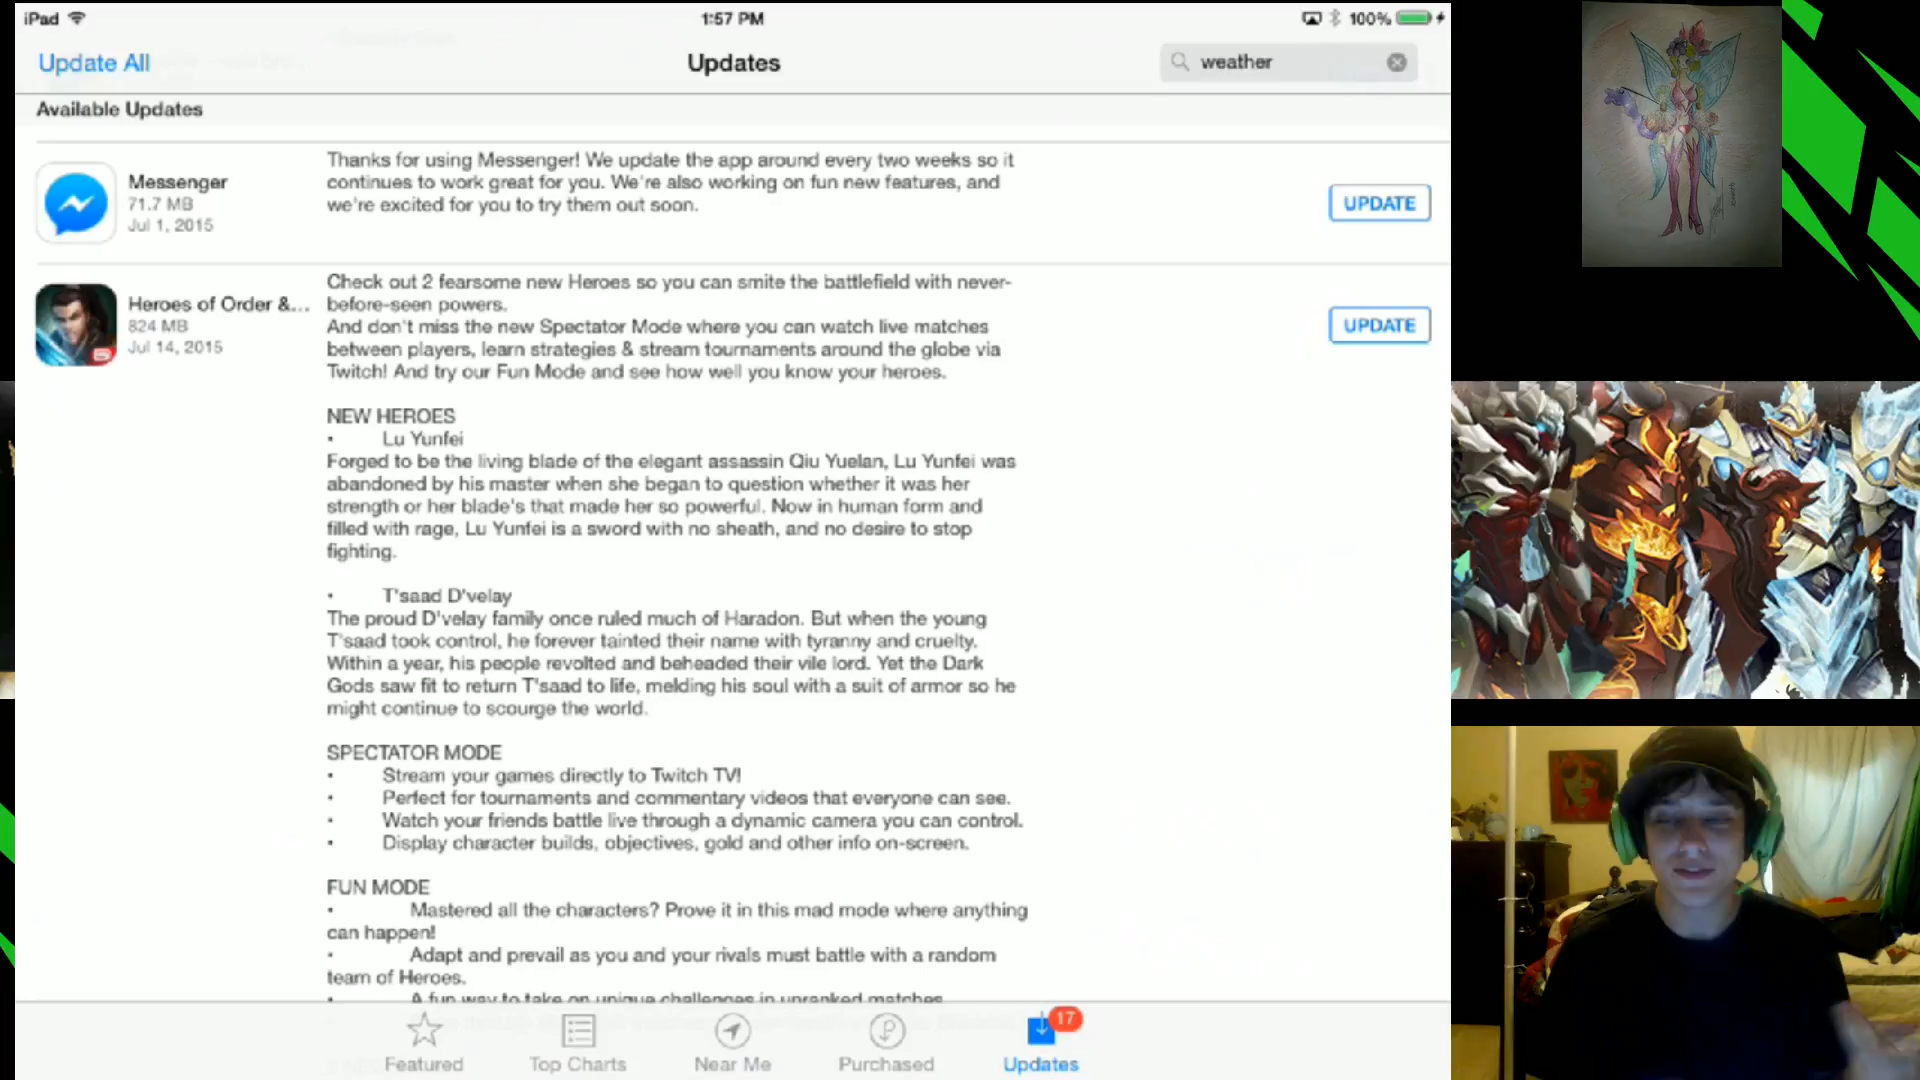 iPad
1:57 PM
100%
Update All
Updates
weather
Available Updates
Messenger
71.7 MB
Jul 1, 2015
Thanks for using Messenger! We update the app around every two weeks so it
continues to work great for you. We're also working on fun new features, and
we're excited for you to try them out soon.
UPDATE
Heroes of Order &...
824 MB
Jul 14, 2015
Check out 2 fearsome new Heroes so you can smite the battlefield with never-
before-seen powers.
And don't miss the new Spectator Mode where you can watch live matches
between players, learn strategies & stream tournaments around the globe via
Twitch! And try our Fun Mode and see how well you know your heroes.
UPDATE
NEW HEROES
• Lu Yunfei
Forged to be the living blade of the elegant assassin Qiu Yuelan, Lu Yunfei was
abandoned by his master when she began to question whether it was her
strength or her blade's that made her so powerful. Now in human form and
filled with rage, Lu Yunfei is a sword with no sheath, and no desire to stop
fighting.
• T'saad D'velay
The proud D'velay family once ruled much of Haradon. But when the young
T'saad took control, he forever tainted their name with tyranny and cruelty.
Within a year, his people revolted and beheaded their vile lord. Yet the Dark
Gods saw fit to return T'saad to life, melding his soul with a suit of armor so he
might continue to scourge the world.
SPECTATOR MODE
• Stream your games directly to Twitch TV!
• Perfect for tournaments and commentary videos that everyone can see.
• Watch your friends battle live through a dynamic camera you can control.
• Display character builds, objectives, gold and other info on-screen.
FUN MODE
• Mastered all the characters? Prove it in this mad mode where anything
can happen!
• Adapt and prevail as you and your rivals must battle with a random
team of Heroes.
• A fun way to take on unique challenges in unranked matches
Featured
Top Charts
Near Me
Purchased
17
Updates